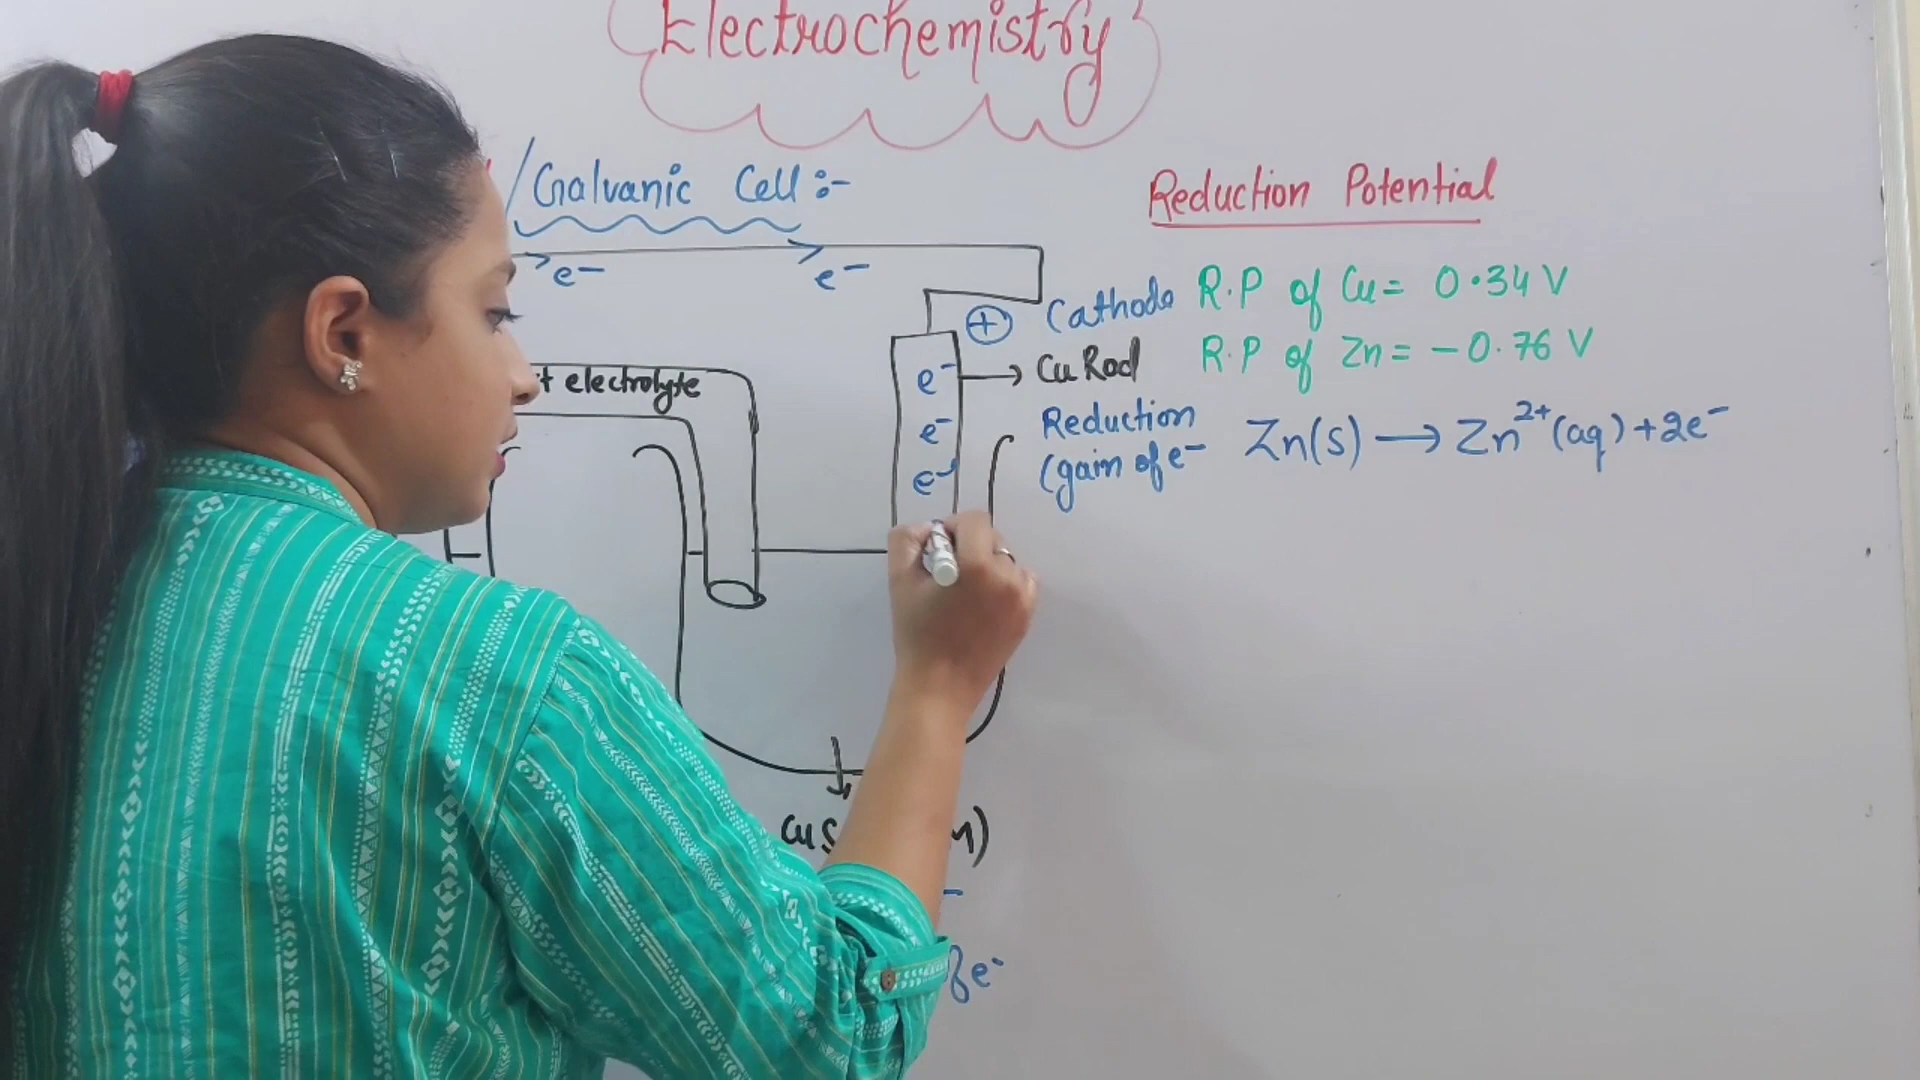 Electrochemistry
/Galvanic Cell :-
e⁻ e⁻
Reduction Potential
+ Cathode
R.P of Cu = 0.34 V
Cu Rod
R.P of Zn = -0.76 V
electrolyte
e⁻
e⁻
e⁻
Reduction
(gain of e⁻
Zn(s) → Zn²⁺(aq) + 2e⁻
e⁻